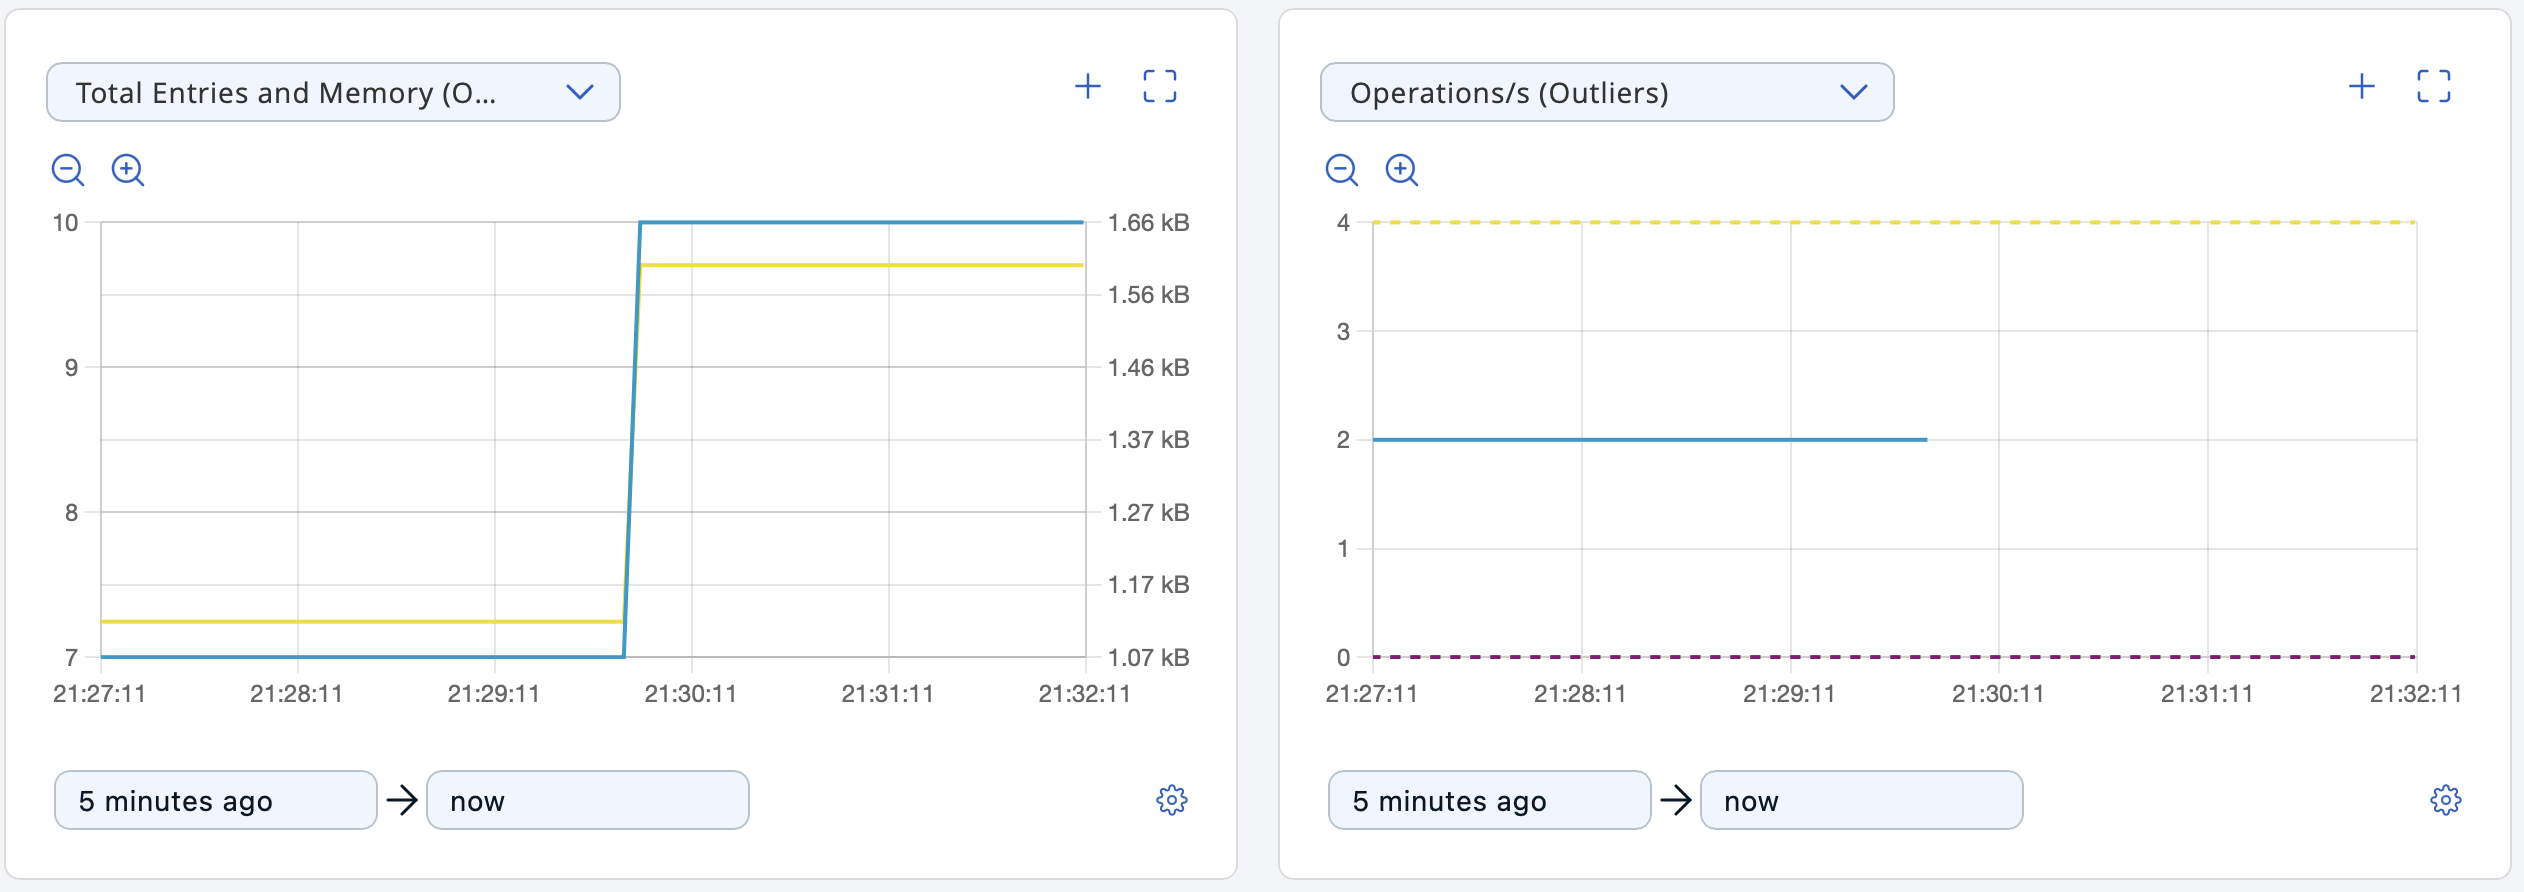 Total Entries and Memory (O...
10
9
8
7
1.66 kB
1.56 kB
1.46 kB
1.37 kB
1.27 kB
1.17 kB
1.07 kB
21:27:11 21:28:11 21:29:11 21:30:11 21:31:11 21:32:11
5 minutes ago → now
Operations/s (Outliers)
4
3
2
1
0
21:27:11 21:28:11 21:29:11 21:30:11 21:31:11 21:32:11
5 minutes ago → now